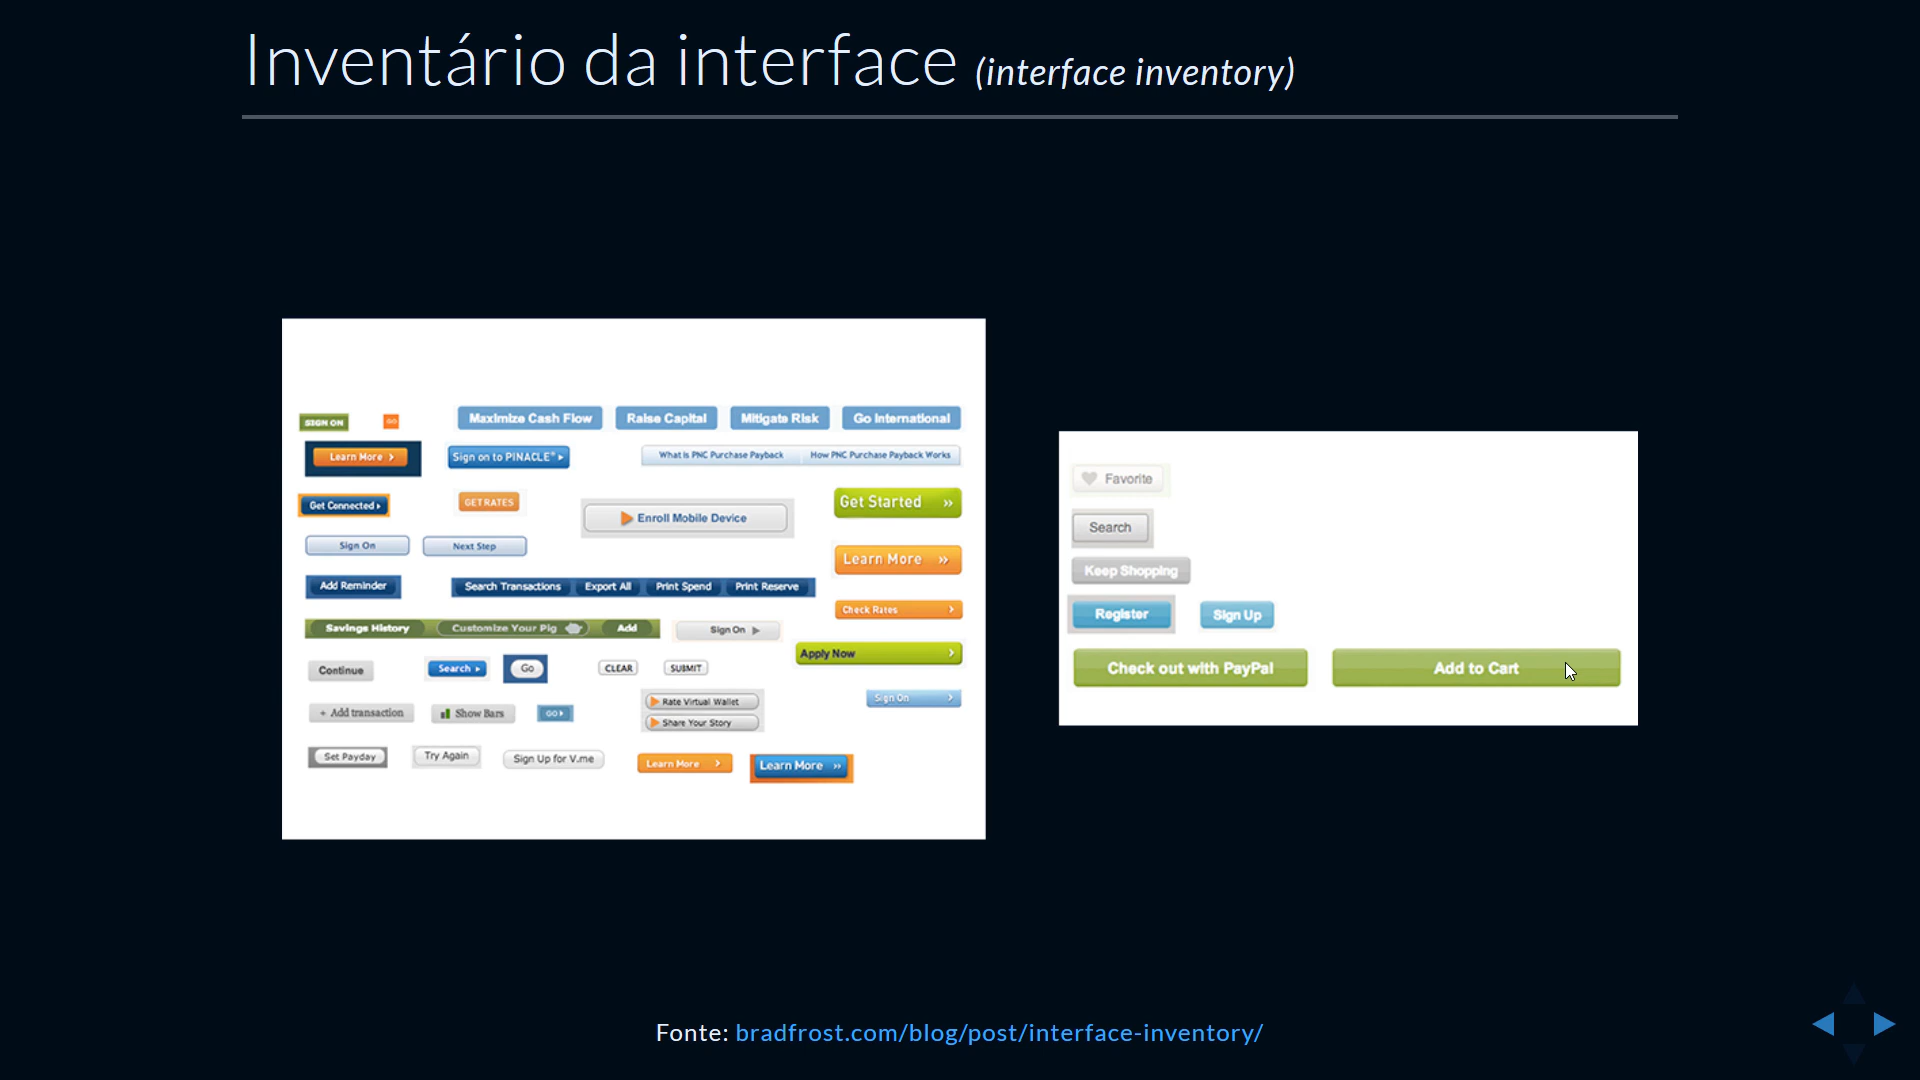 Inventário da interface (interface inventory)
SIGN ON
GO
Maximize Cash Flow
Raise Capital
Mitigate Risk
Go International
Learn More
Sign on to PINACLE®
What is PNC Purchase Payback
How PNC Purchase Payback Works
Get Connected
GET RATES
Enroll Mobile Device
Get Started
Sign On
Next Step
Learn More
Add Reminder
Search Transactions
Export All
Print Spend
Print Reserve
Check Rates
Savings History
Customize Your Pig
Add
Sign On
Apply Now
Continue
Search
Go
CLEAR
SUBMIT
Sign On
+ Add transaction
Show Bars
GO
Rate Virtual Wallet
Share Your Story
Set Payday
Try Again
Sign Up for V.me
Learn More
Learn More
Favorite
Search
Keep Shopping
Register
Sign Up
Check out with PayPal
Add to Cart
Fonte: bradfrost.com/blog/post/interface-inventory/